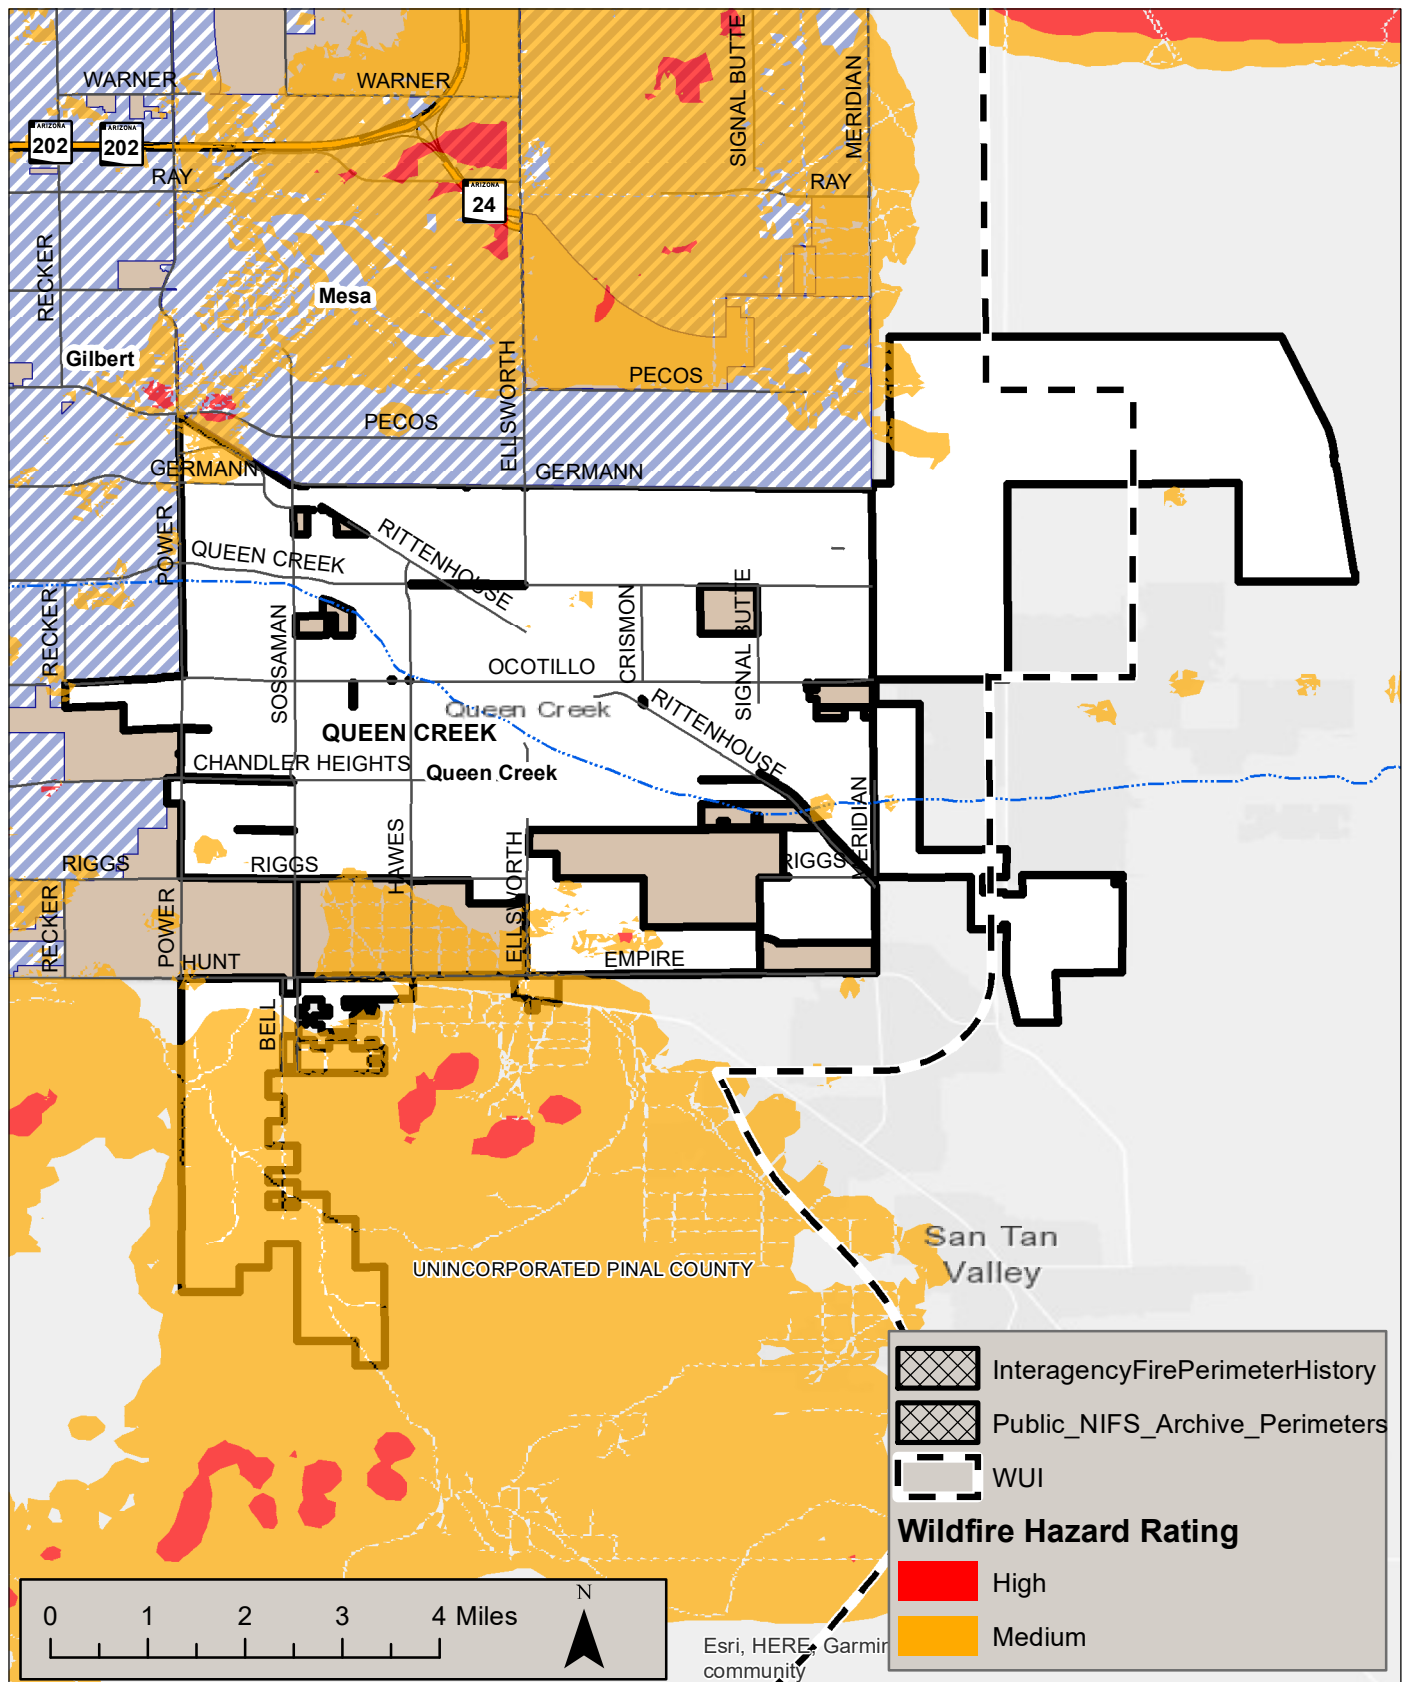 WARNER
WARNER
SIGNAL BUTTE
MERIDIAN
ARIZONA
202
ARIZONA
202
RAY
RAY
ARIZONA
24
RECKER
Mesa
Gilbert
ELLSWORTH
PECOS
PECOS
GERMANN
GERMANN
POWER
QUEEN CREEK
RITTENHOUSE
RECKER
SOSSAMAN
CRISMON
SIGNAL BUTTE
OCOTILLO
Queen Creek
RITTENHOUSE
QUEEN CREEK
CHANDLER HEIGHTS
Queen Creek
MERIDIAN
HAWES
ELLSWORTH
RIGGS
RIGGS
RIGGS
RECKER
POWER
HUNT
EMPIRE
BELL
San Tan
Valley
UNINCORPORATED PINAL COUNTY
InteragencyFirePerimeterHistory
Public_NIFS_Archive_Perimeters
WUI
Wildfire Hazard Rating
High
Medium
0 1 2 3 4 Miles
N
Esri, HERE, Garmin
community